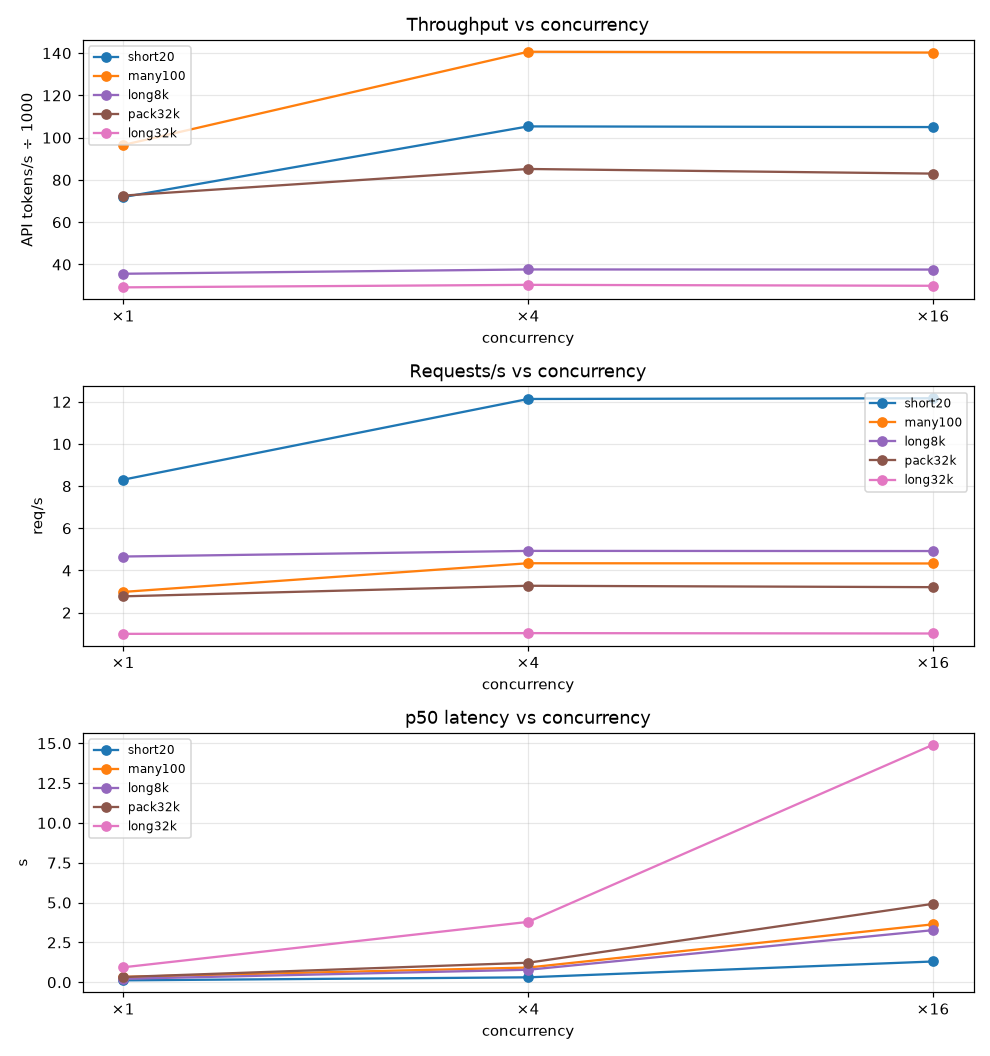 Throughput vs concurrency
API tokens/s ÷ 1000
140
120
100
80
60
40
short20
many100
long8k
pack32k
long32k
×1
×4
×16
concurrency
Requests/s vs concurrency
req/s
12
10
8
6
4
2
short20
many100
long8k
pack32k
long32k
×1
×4
×16
concurrency
p50 latency vs concurrency
s
15.0
12.5
10.0
7.5
5.0
2.5
0.0
short20
many100
long8k
pack32k
long32k
×1
×4
×16
concurrency